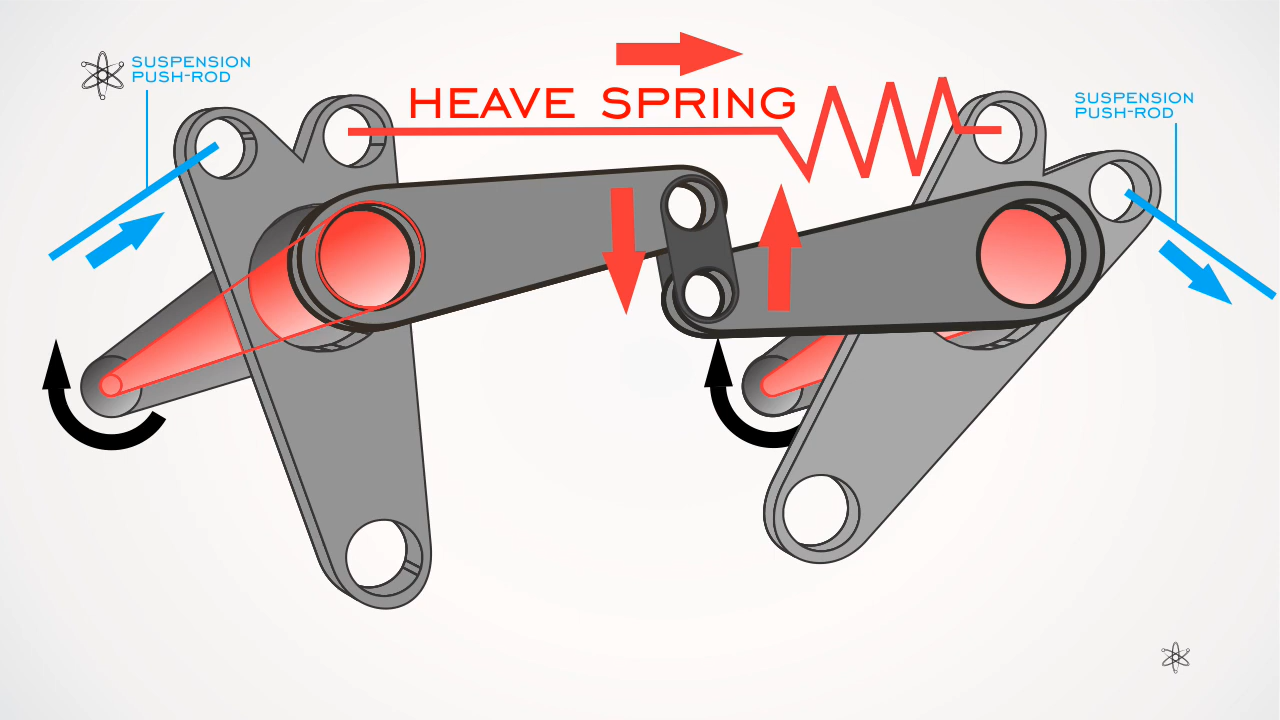 SUSPENSION
PUSH-ROD
HEAVE SPRING
SUSPENSION
PUSH-ROD